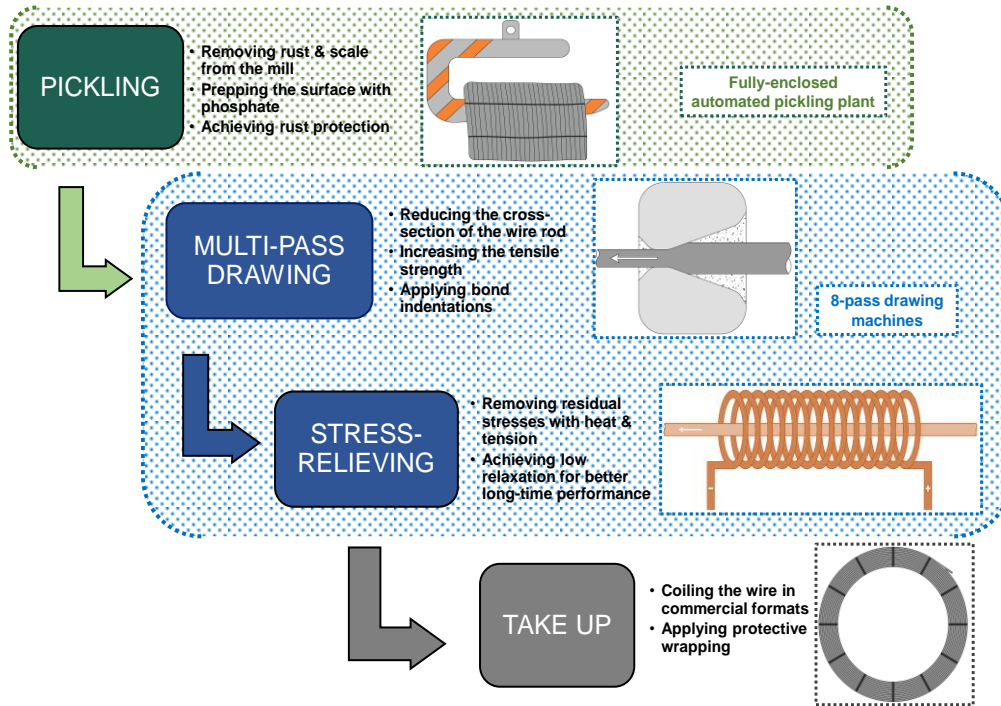 PICKLING
• Removing rust & scale
from the mill
• Prepping the surface with
phosphate
• Achieving rust protection
Fully-enclosed
automated pickling plant
MULTI-PASS
DRAWING
• Reducing the cross-
section of the wire rod
• Increasing the tensile
strength
• Applying bond
indentations
8-pass drawing
machines
STRESS-
RELIEVING
• Removing residual
stresses with heat &
tension
• Achieving low
relaxation for better
long-time performance
-
+
TAKE UP
• Coiling the wire in
commercial formats
• Applying protective
wrapping